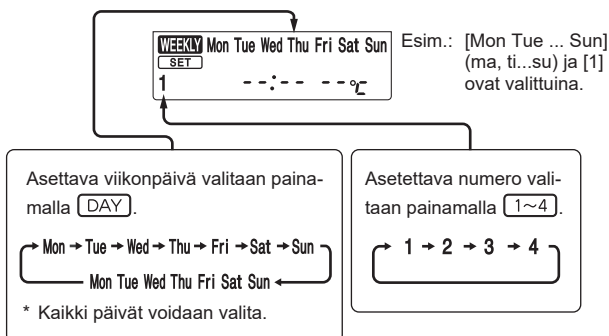 WEEKLY Mon Tue Wed Thu Fri Sat Sun
SET
1 --:-- --°C
Esim.: [Mon Tue ... Sun]
(ma, ti...su) ja [1]
ovat valittuina.
Asettava viikonpäivä valitaan paina-
malla DAY.
→ Mon → Tue → Wed → Thu → Fri → Sat → Sun
Mon Tue Wed Thu Fri Sat Sun ←
* Kaikki päivät voidaan valita.
Asetettava numero vali-
taan painamalla 1~4.
→ 1 → 2 → 3 → 4